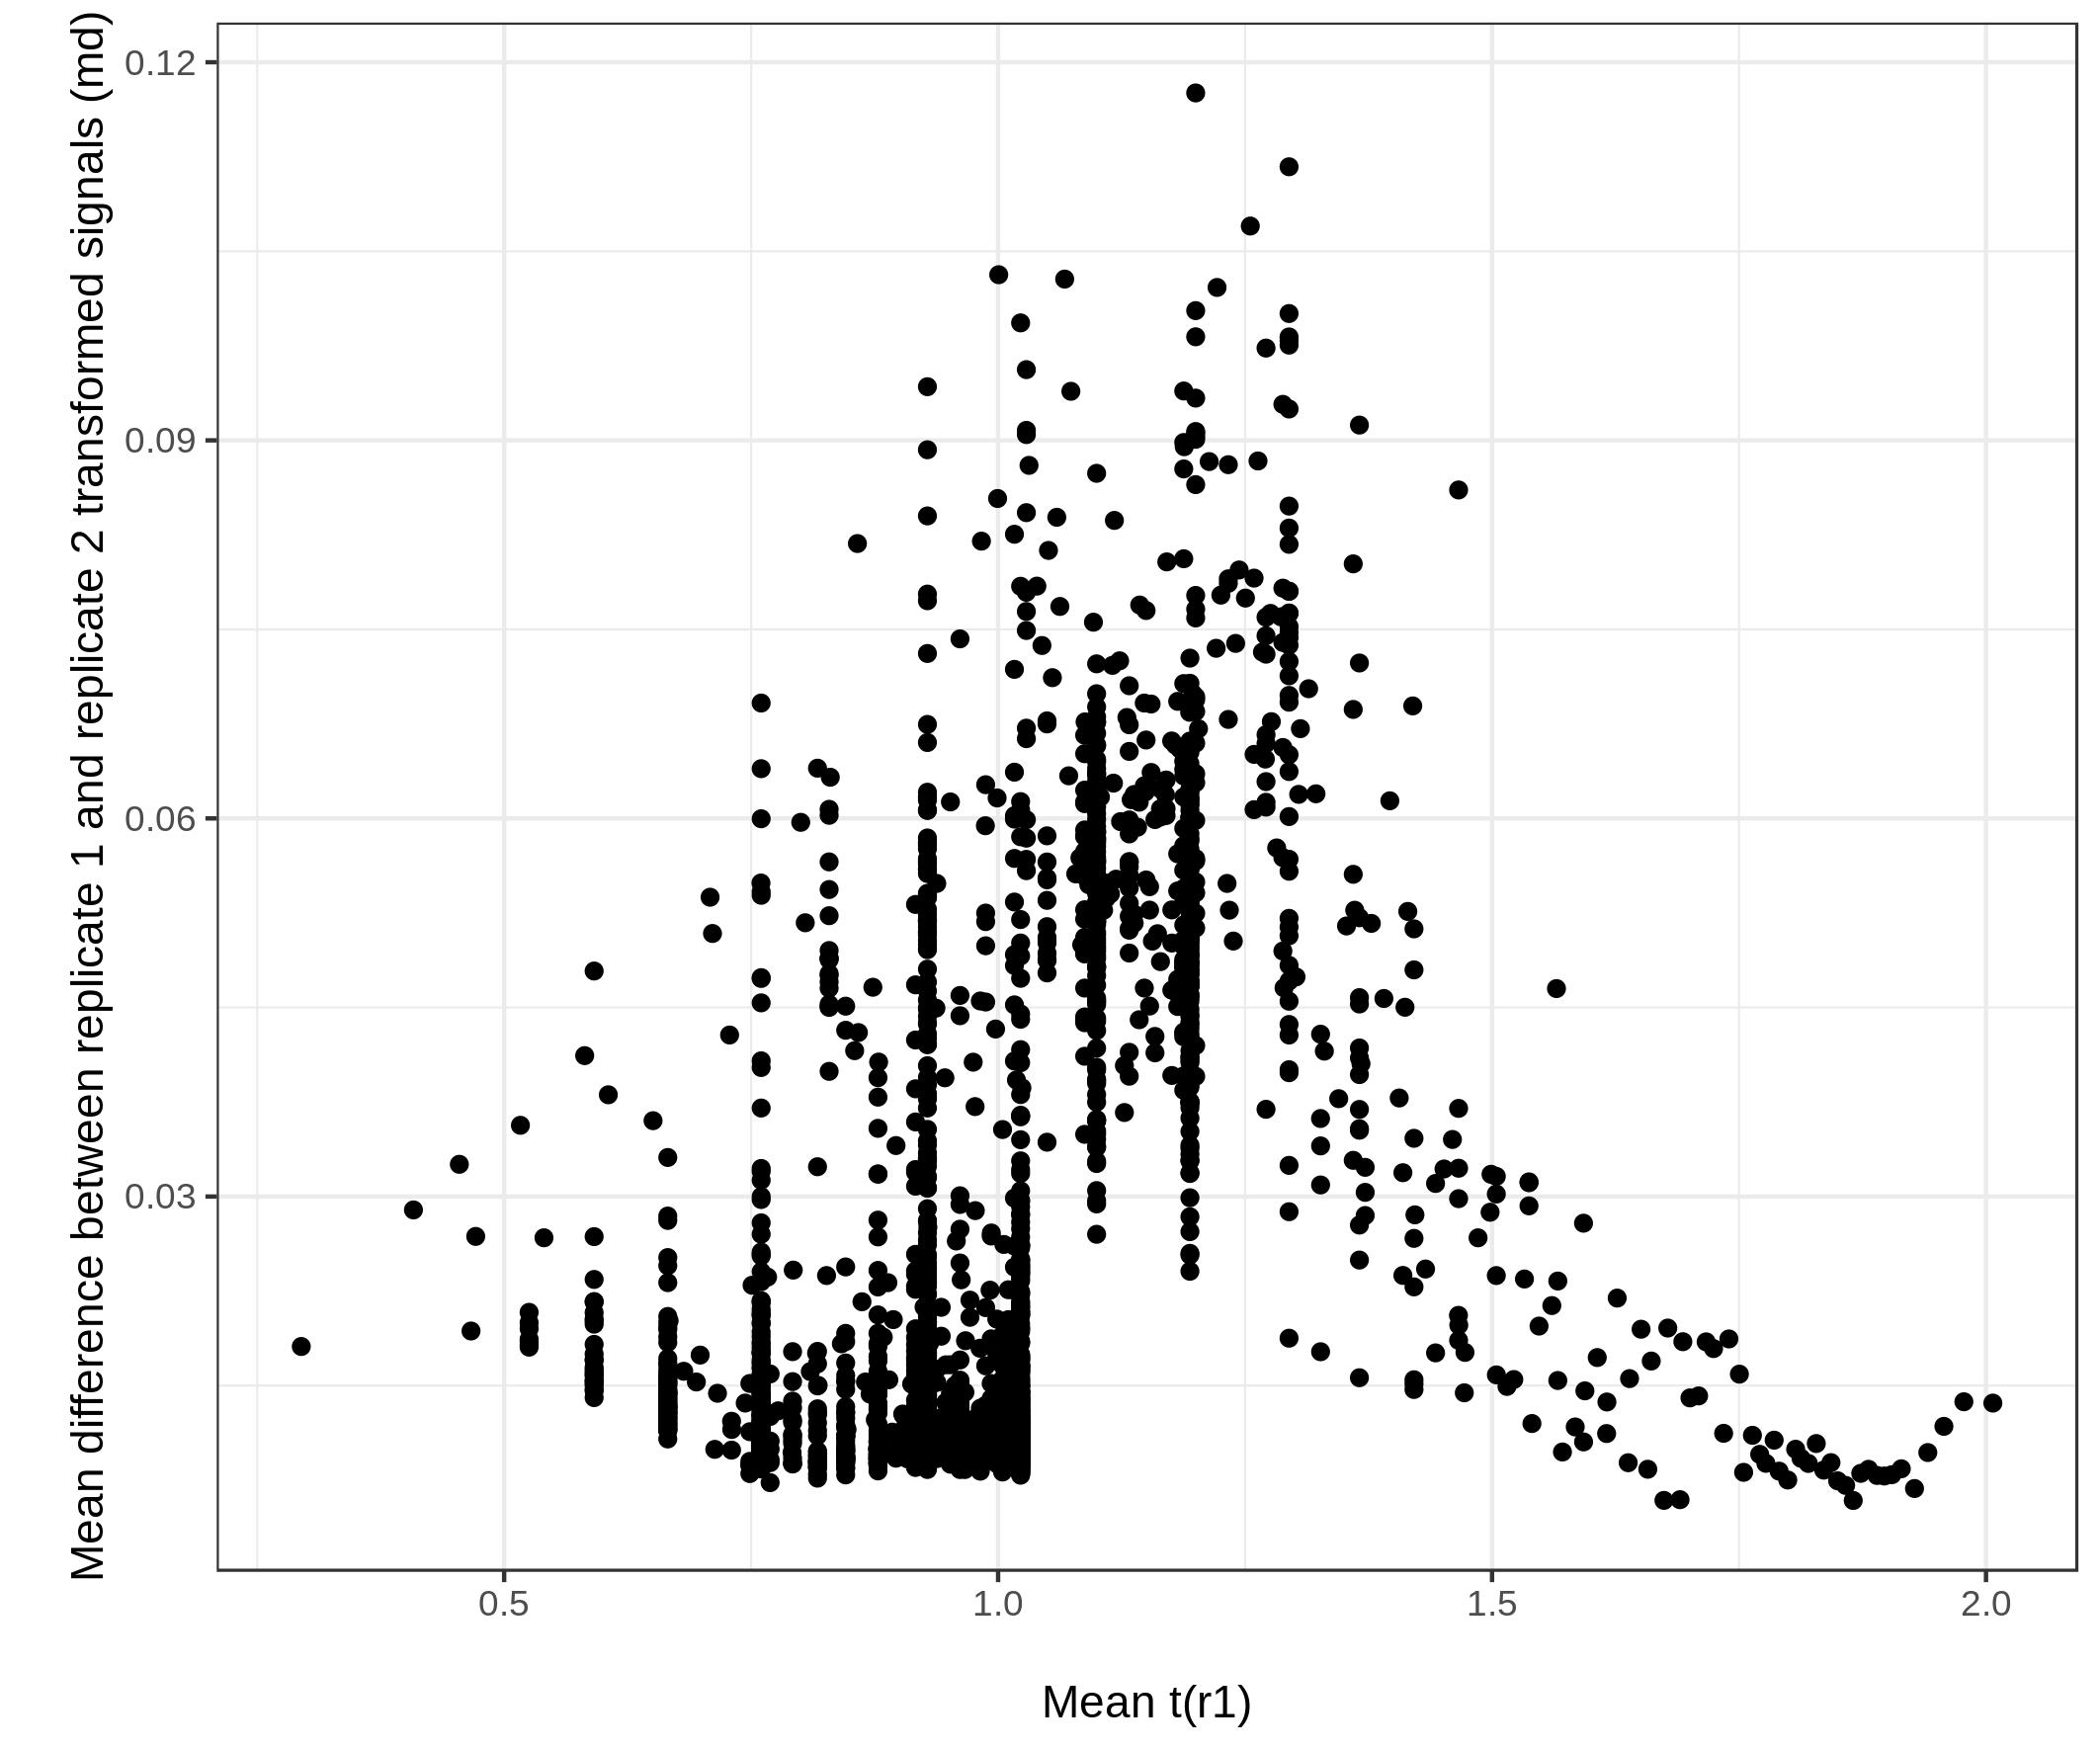 Mean difference between replicate 1 and replicate 2 transformed signals (md)
0.12
0.09
0.06
0.03
0.5 1.0 1.5 2.0
Mean t(r1)